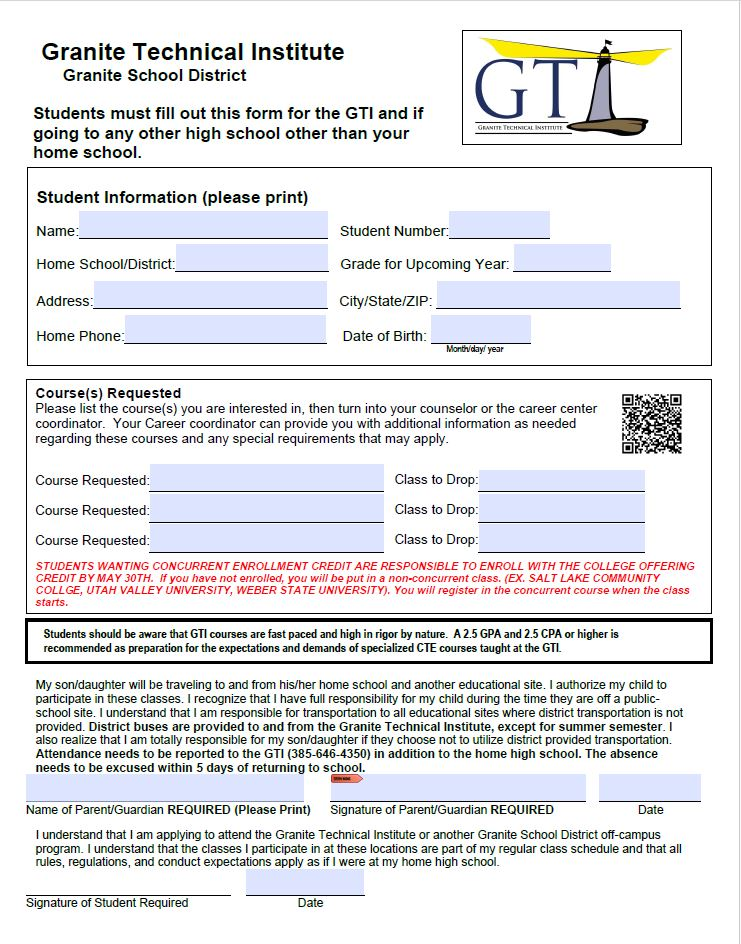 Granite Technical Institute
Granite School District
Students must fill out this form for the GTI and if
going to any other high school other than your
home school.
GTI
GRANITE TECHNICAL INSTITUTE
Student Information (please print)
Name: Student Number:
Home School/District: Grade for Upcoming Year:
Address: City/State/ZIP:
Home Phone: Date of Birth:
Month/day/ year
Course(s) Requested
Please list the course(s) you are interested in, then turn into your counselor or the career center
coordinator. Your Career coordinator can provide you with additional information as needed
regarding these courses and any special requirements that may apply.
Course Requested: Class to Drop:
Course Requested: Class to Drop:
Course Requested: Class to Drop:
STUDENTS WANTING CONCURRENT ENROLLMENT CREDIT ARE RESPONSIBLE TO ENROLL WITH THE COLLEGE OFFERING
CREDIT BY MAY 30TH. If you have not enrolled, you will be put in a non-concurrent class. (EX. SALT LAKE COMMUNITY
COLLGE, UTAH VALLEY UNIVERSITY, WEBER STATE UNIVERSITY). You will register in the concurrent course when the class
starts.
Students should be aware that GTI courses are fast paced and high in rigor by nature. A 2.5 GPA and 2.5 CPA or higher is
recommended as preparation for the expectations and demands of specialized CTE courses taught at the GTI.
My son/daughter will be traveling to and from his/her home school and another educational site. I authorize my child to
participate in these classes. I recognize that I have full responsibility for my child during the time they are off a public-
school site. I understand that I am responsible for transportation to all educational sites where district transportation is not
provided. District buses are provided to and from the Granite Technical Institute, except for summer semester. I
also realize that I am totally responsible for my son/daughter if they choose not to utilize district provided transportation.
Attendance needs to be reported to the GTI (385-646-4350) in addition to the home high school. The absence
needs to be excused within 5 days of returning to school.
Name of Parent/Guardian REQUIRED (Please Print) Signature of Parent/Guardian REQUIRED Date
I understand that I am applying to attend the Granite Technical Institute or another Granite School District off-campus
program. I understand that the classes I participate in at these locations are part of my regular class schedule and that all
rules, regulations, and conduct expectations apply as if I were at my home high school.
Signature of Student Required Date